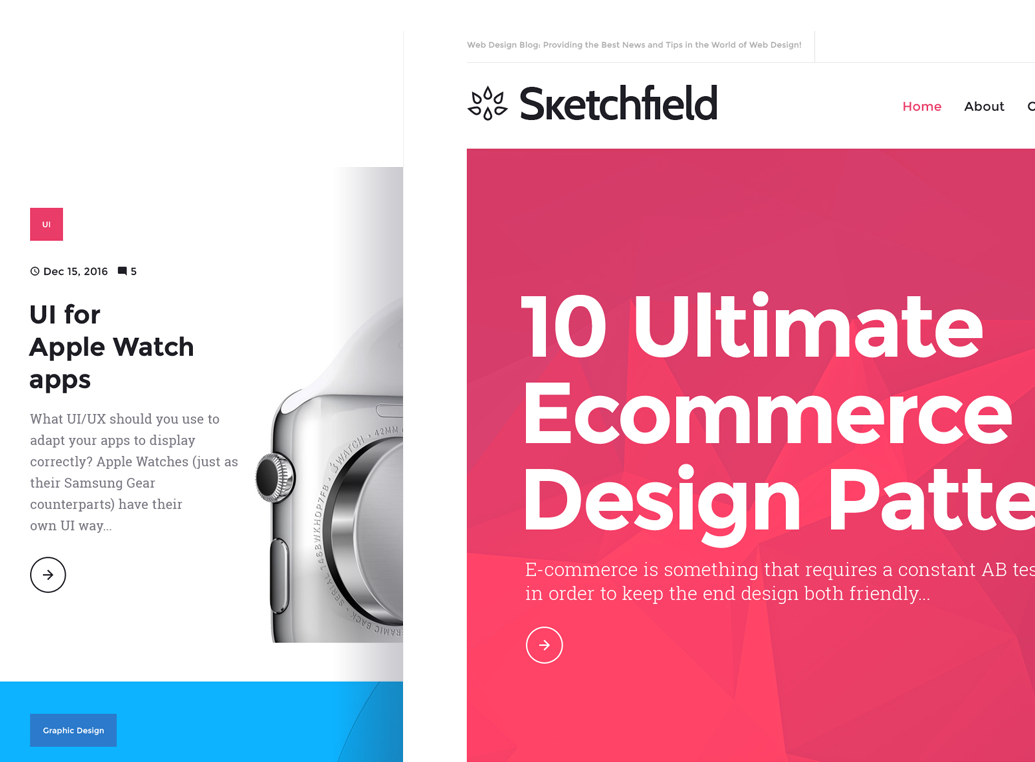 UI
Dec 15, 2016 5
UI for
Apple Watch
apps
What UI/UX should you use to
adapt your apps to display
correctly? Apple Watches (just as
their Samsung Gear
counterparts) have their
own UI way...
WATCH • 42MM
CERAMIC BACK
Graphic Design
Web Design Blog: Providing the Best News and Tips in the World of Web Design!
Sketchfield
Home About
10 Ultimate
Ecommerce
Design Patte
E-commerce is something that requires a constant AB tes
in order to keep the end design both friendly...